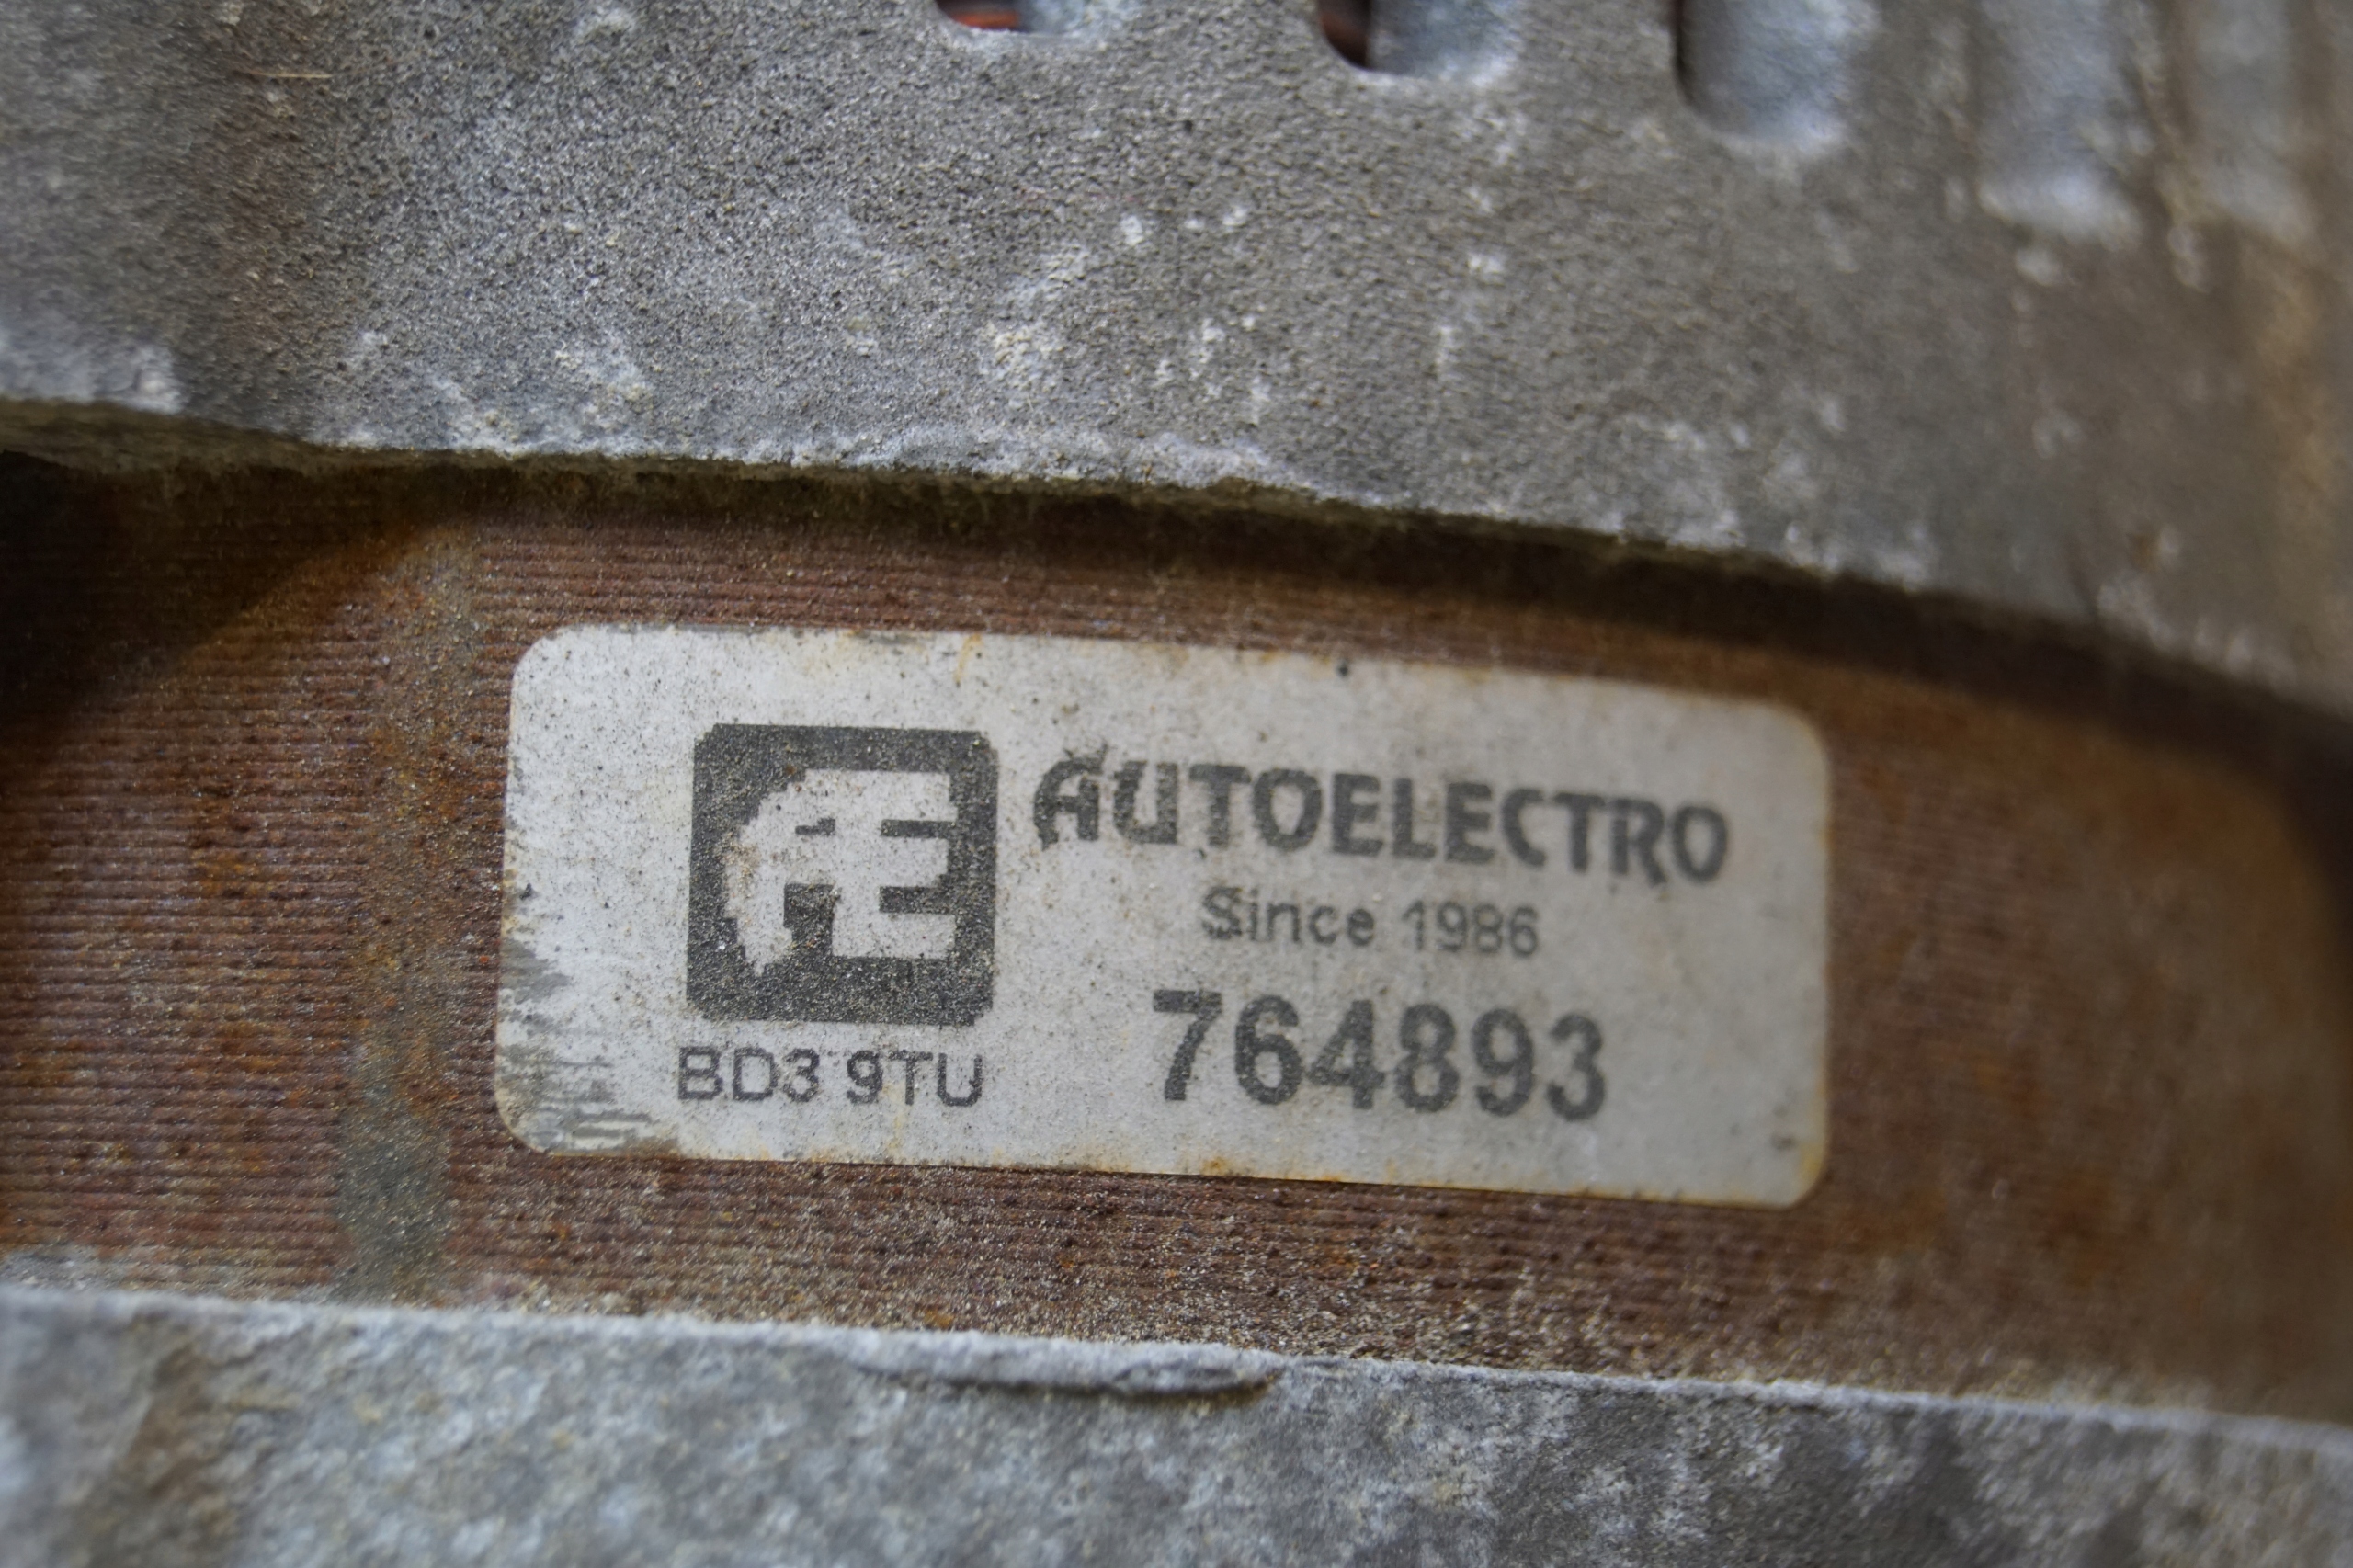 AE
AUTOELECTRO
Since 1986
764893
BD3 9TU